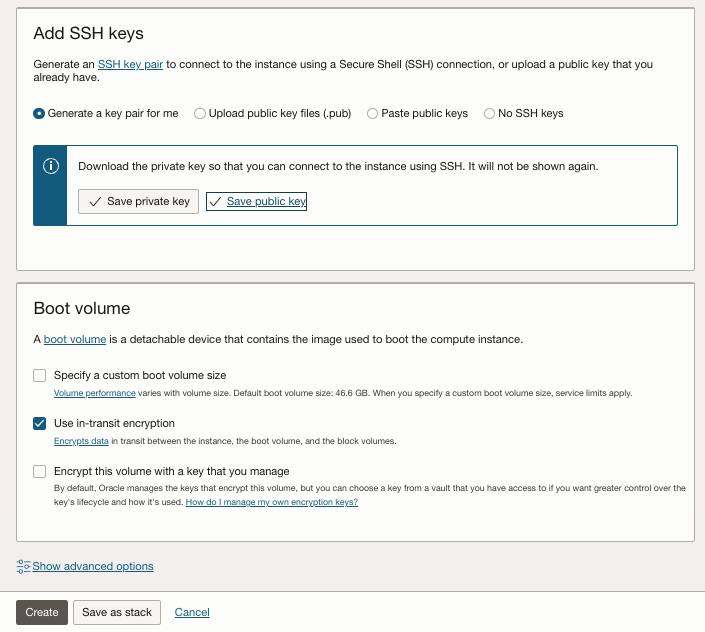 Add SSH keys
Generate an SSH key pair to connect to the instance using a Secure Shell (SSH) connection, or upload a public key that you
already have.
Generate a key pair for me Upload public key files (.pub) Paste public keys No SSH keys
Download the private key so that you can connect to the instance using SSH. It will not be shown again.
Save private key Save public key
Boot volume
A boot volume is a detachable device that contains the image used to boot the compute instance.
Specify a custom boot volume size
Volume performance varies with volume size. Default boot volume size: 46.6 GB. When you specify a custom boot volume size, service limits apply.
Use in-transit encryption
Encrypts data in transit between the instance, the boot volume, and the block volumes.
Encrypt this volume with a key that you manage
By default, Oracle manages the keys that encrypt this volume, but you can choose a key from a vault that you have access to if you want greater control over the
key's lifecycle and how it's used. How do I manage my own encryption keys?
Show advanced options
Create Save as stack Cancel